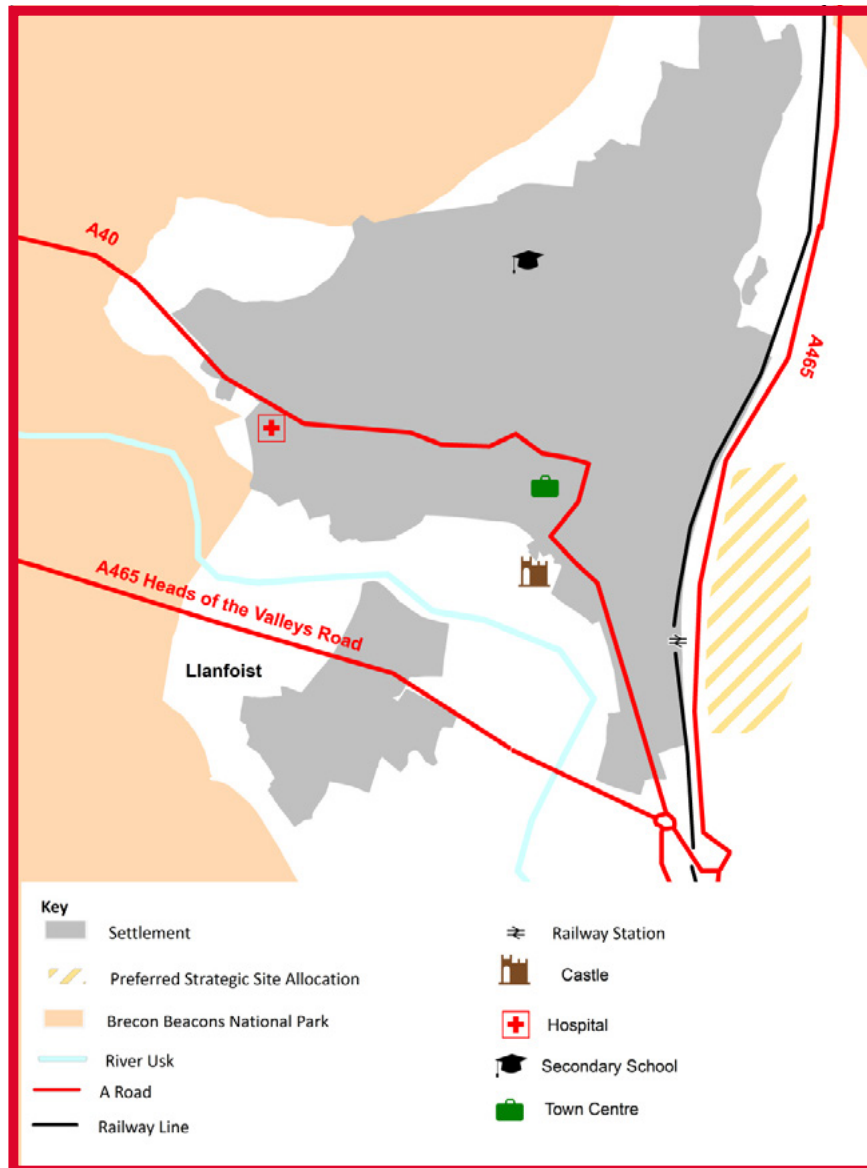 A40
A465
A465 Heads of the Valleys Road
Llanfoist
Key
Settlement
Preferred Strategic Site Allocation
Brecon Beacons National Park
River Usk
A Road
Railway Line
Railway Station
Castle
Hospital
Secondary School
Town Centre